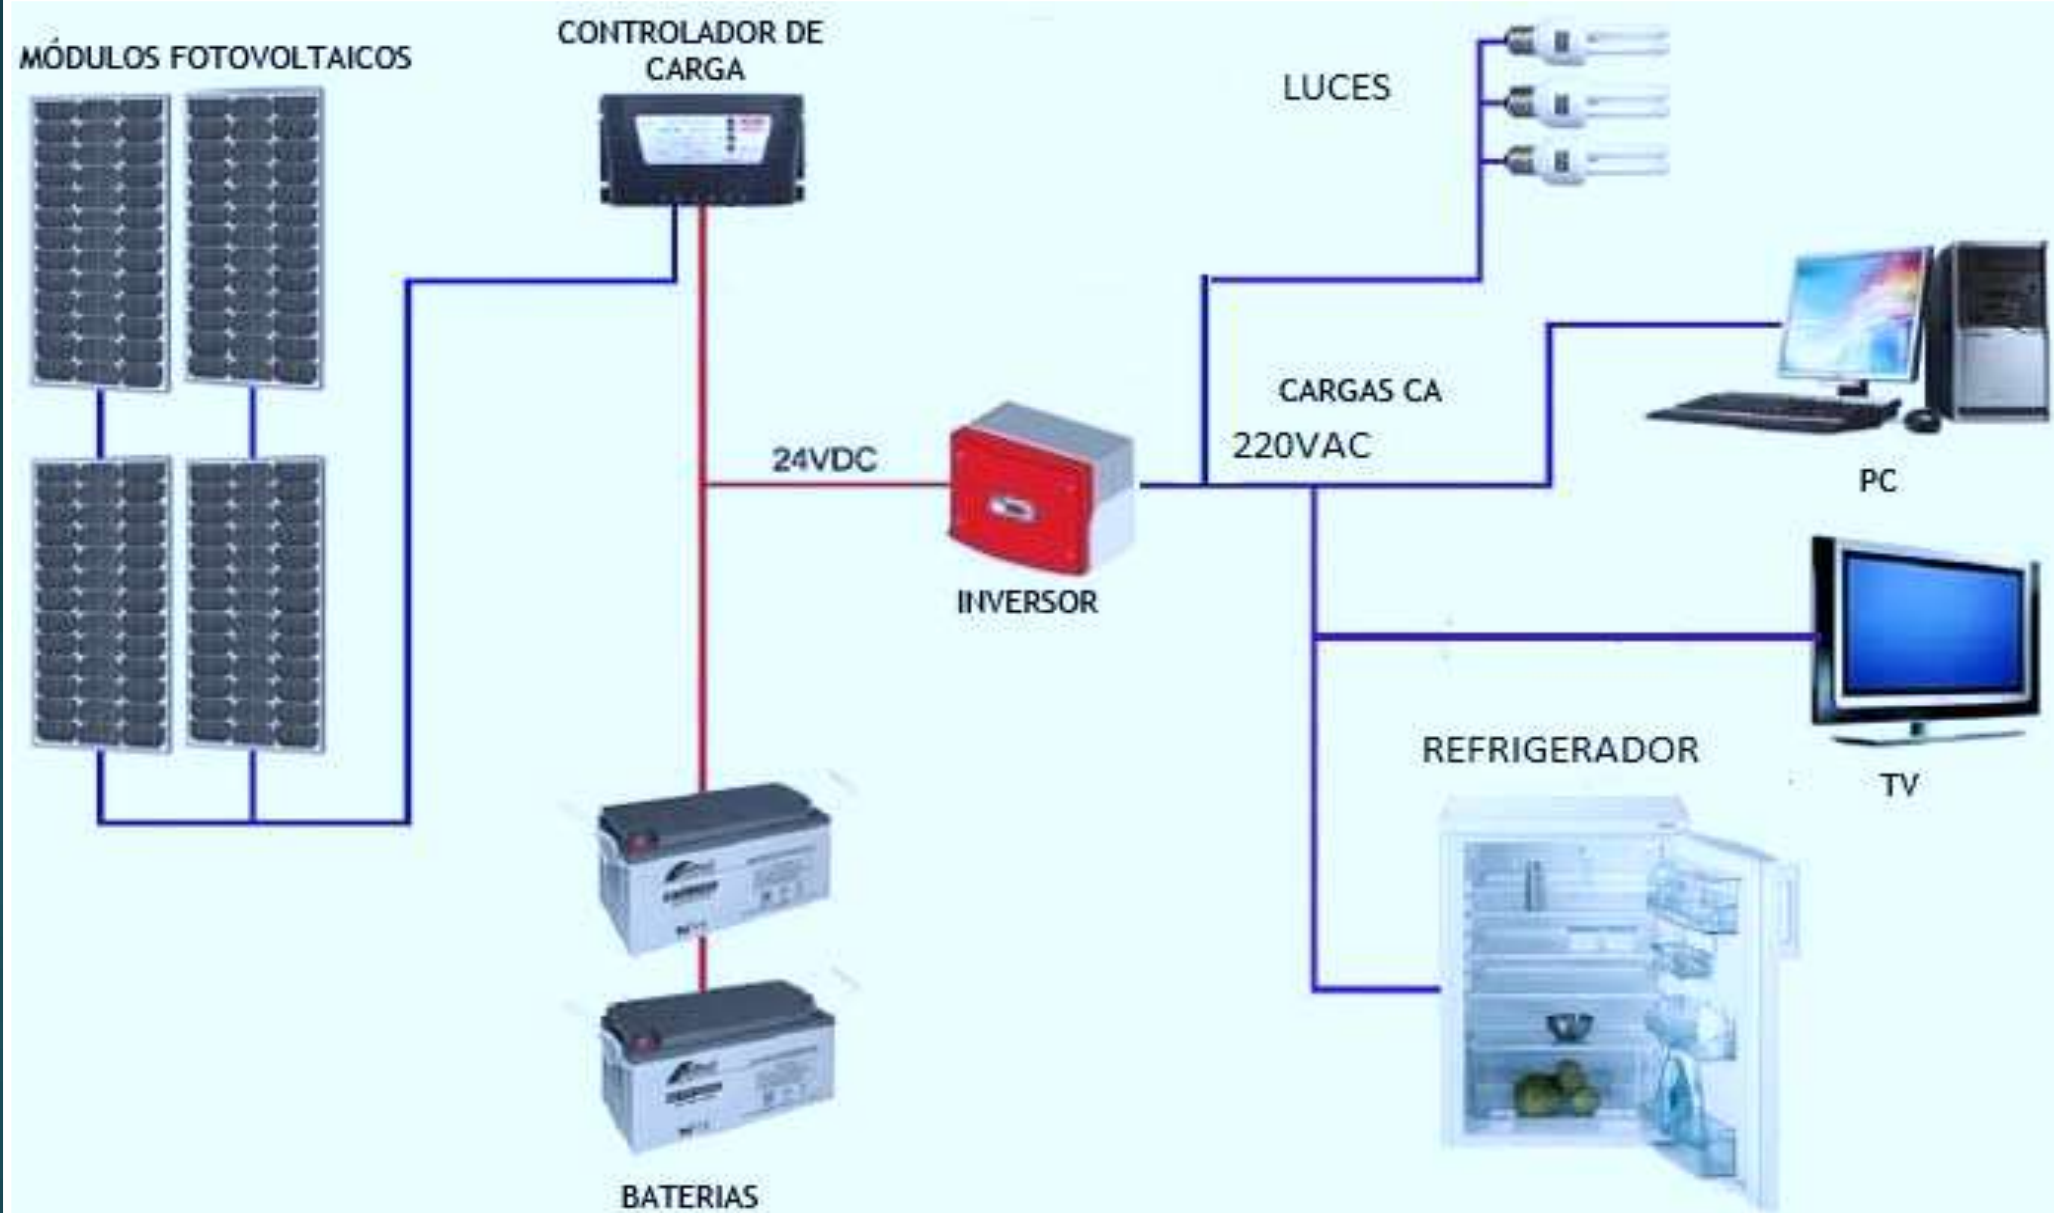 MÓDULOS FOTOVOLTAICOS
CONTROLADOR DE
CARGA
LUCES
CARGAS CA
220VAC
24VDC
PC
INVERSOR
REFRIGERADOR
TV
BATERIAS